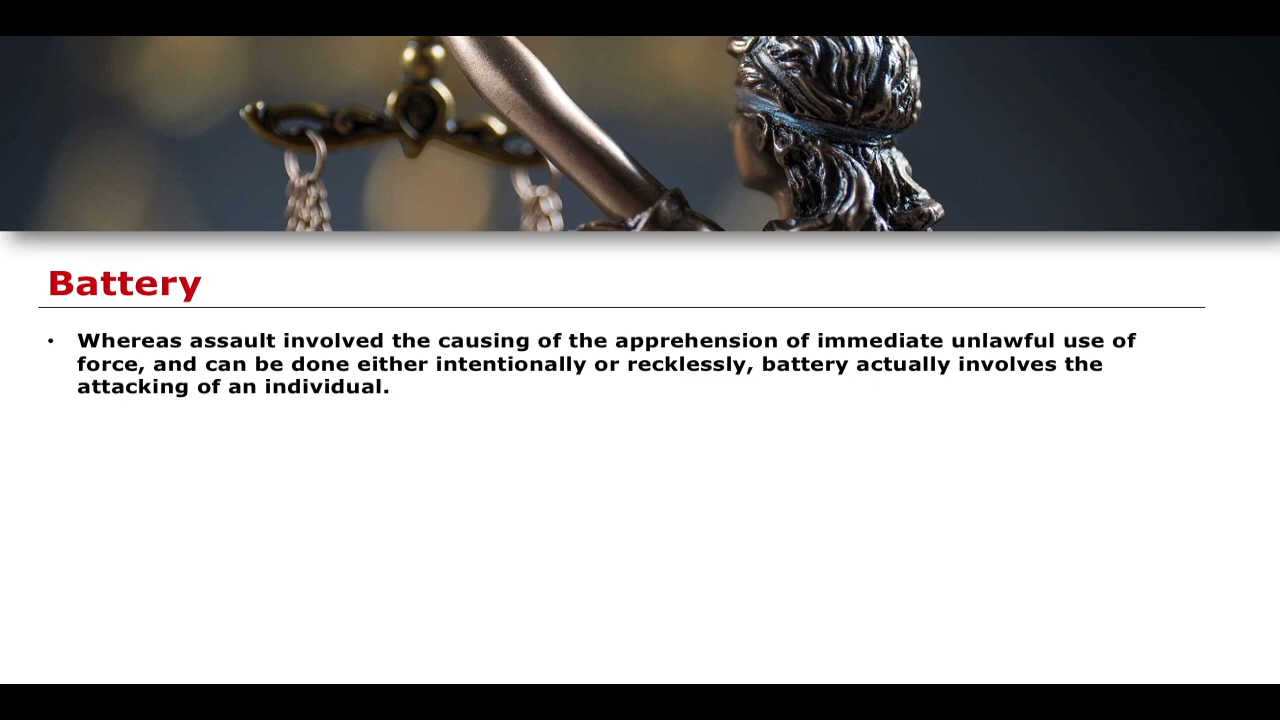 Battery
• Whereas assault involved the causing of the apprehension of immediate unlawful use of
force, and can be done either intentionally or recklessly, battery actually involves the
attacking of an individual.